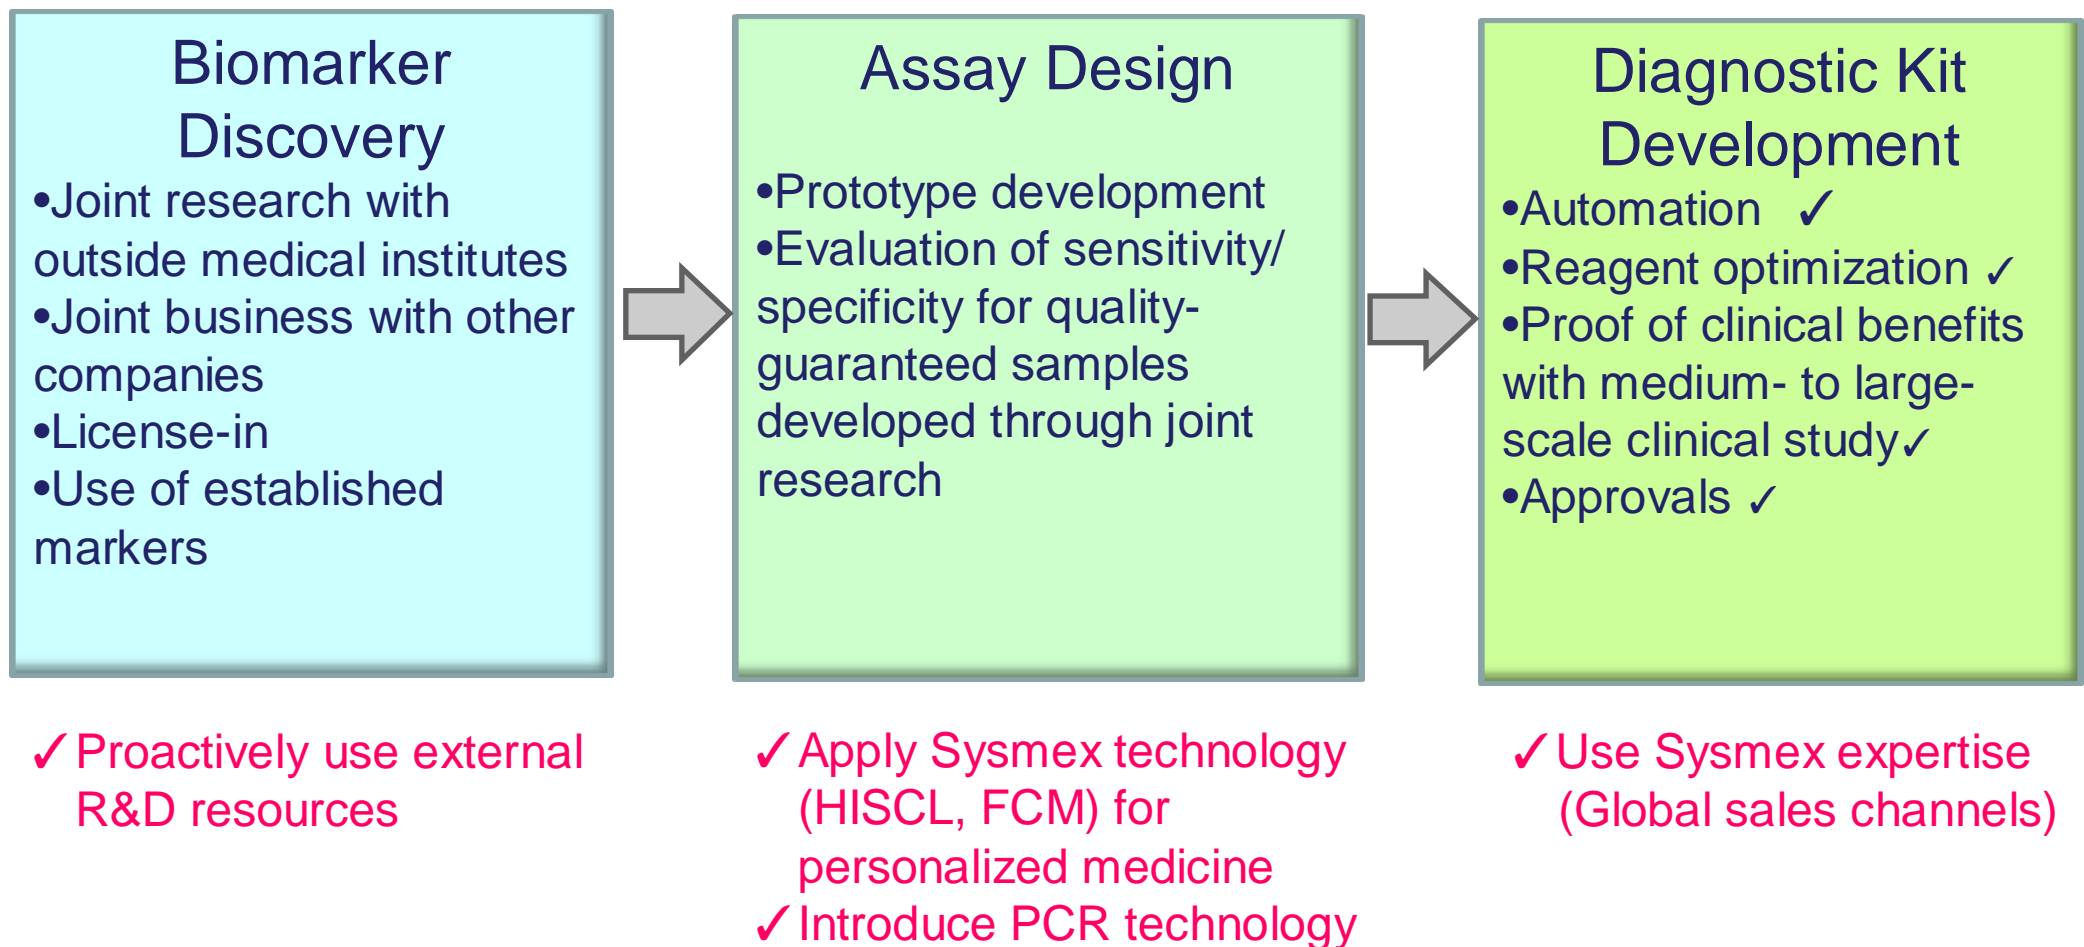 Biomarker
Discovery
•Joint research with
outside medical institutes
•Joint business with other
companies
•License-in
•Use of established
markers
Assay Design
•Prototype development
•Evaluation of sensitivity/
specificity for quality-
guaranteed samples
developed through joint
research
Diagnostic Kit
Development
•Automation ✓
•Reagent optimization ✓
•Proof of clinical benefits
with medium- to large-
scale clinical study✓
•Approvals ✓
✓Proactively use external
R&D resources
✓Apply Sysmex technology
(HISCL, FCM) for
personalized medicine
✓Introduce PCR technology
✓Use Sysmex expertise
(Global sales channels)